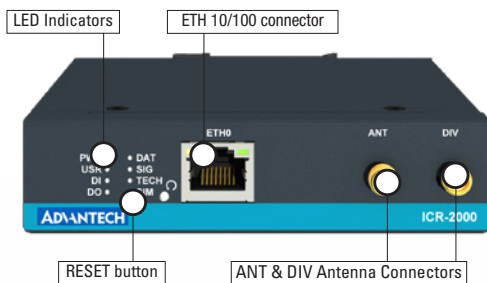 LED Indicators
ETH 10/100 connector
ETH0
ANT
DIV
DAT
USR
SIG
DI
TECH
DO
ADVANTECH
ICR-2000
RESET button
ANT & DIV Antenna Connectors